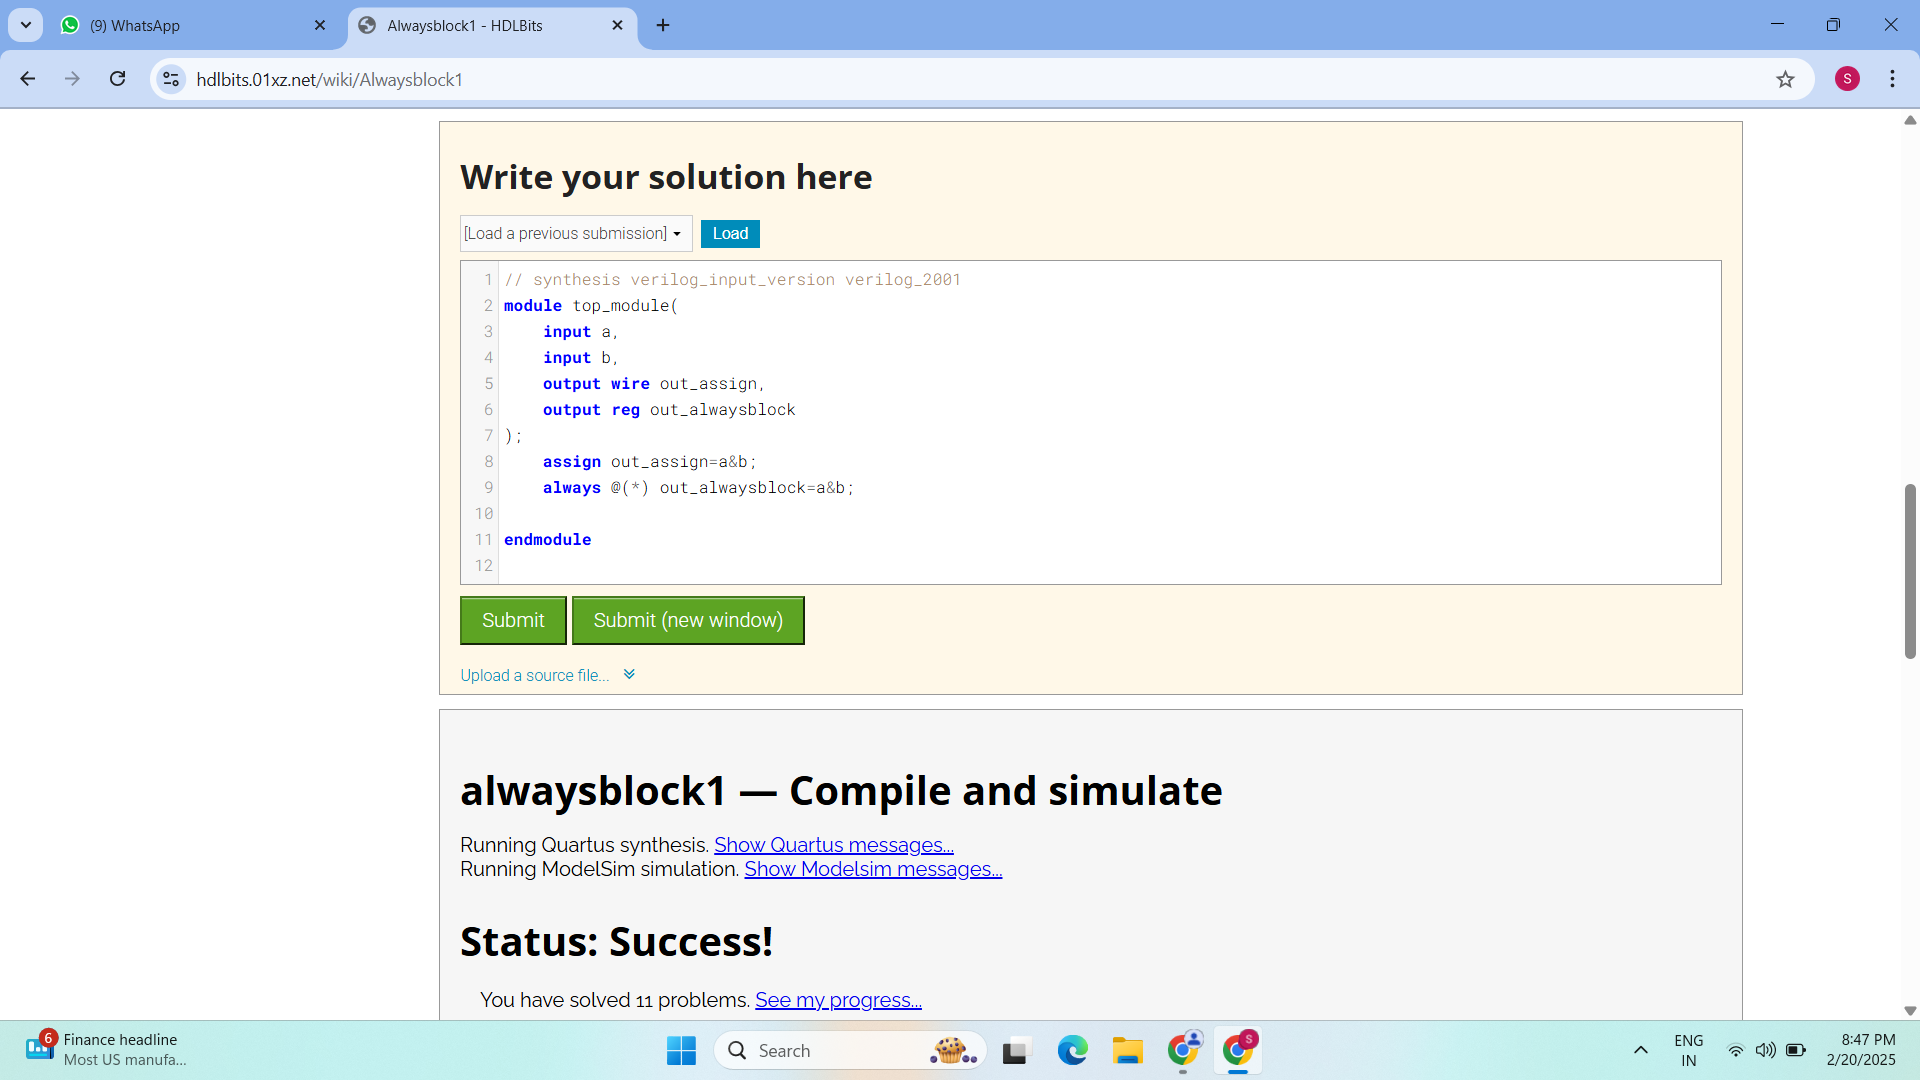 (9) WhatsApp
Alwaysblock1 - HDLBits
hdlbits.01xz.net/wiki/Alwaysblock1
S
Write your solution here
[Load a previous submission]
Load
1 // synthesis verilog_input_version verilog_2001
2 module top_module(
3 input a,
4 input b,
5 output wire out_assign,
6 output reg out_alwaysblock
7 );
8 assign out_assign=a&b;
9 always @(*) out_alwaysblock=a&b;
10
11 endmodule
12
Submit
Submit (new window)
Upload a source file...
alwaysblock1 — Compile and simulate
Running Quartus synthesis. Show Quartus messages...
Running ModelSim simulation. Show Modelsim messages...
Status: Success!
You have solved 11 problems. See my progress...
6
Finance headline
Most US manufa...
Search
S
ENG
IN
8:47 PM
2/20/2025